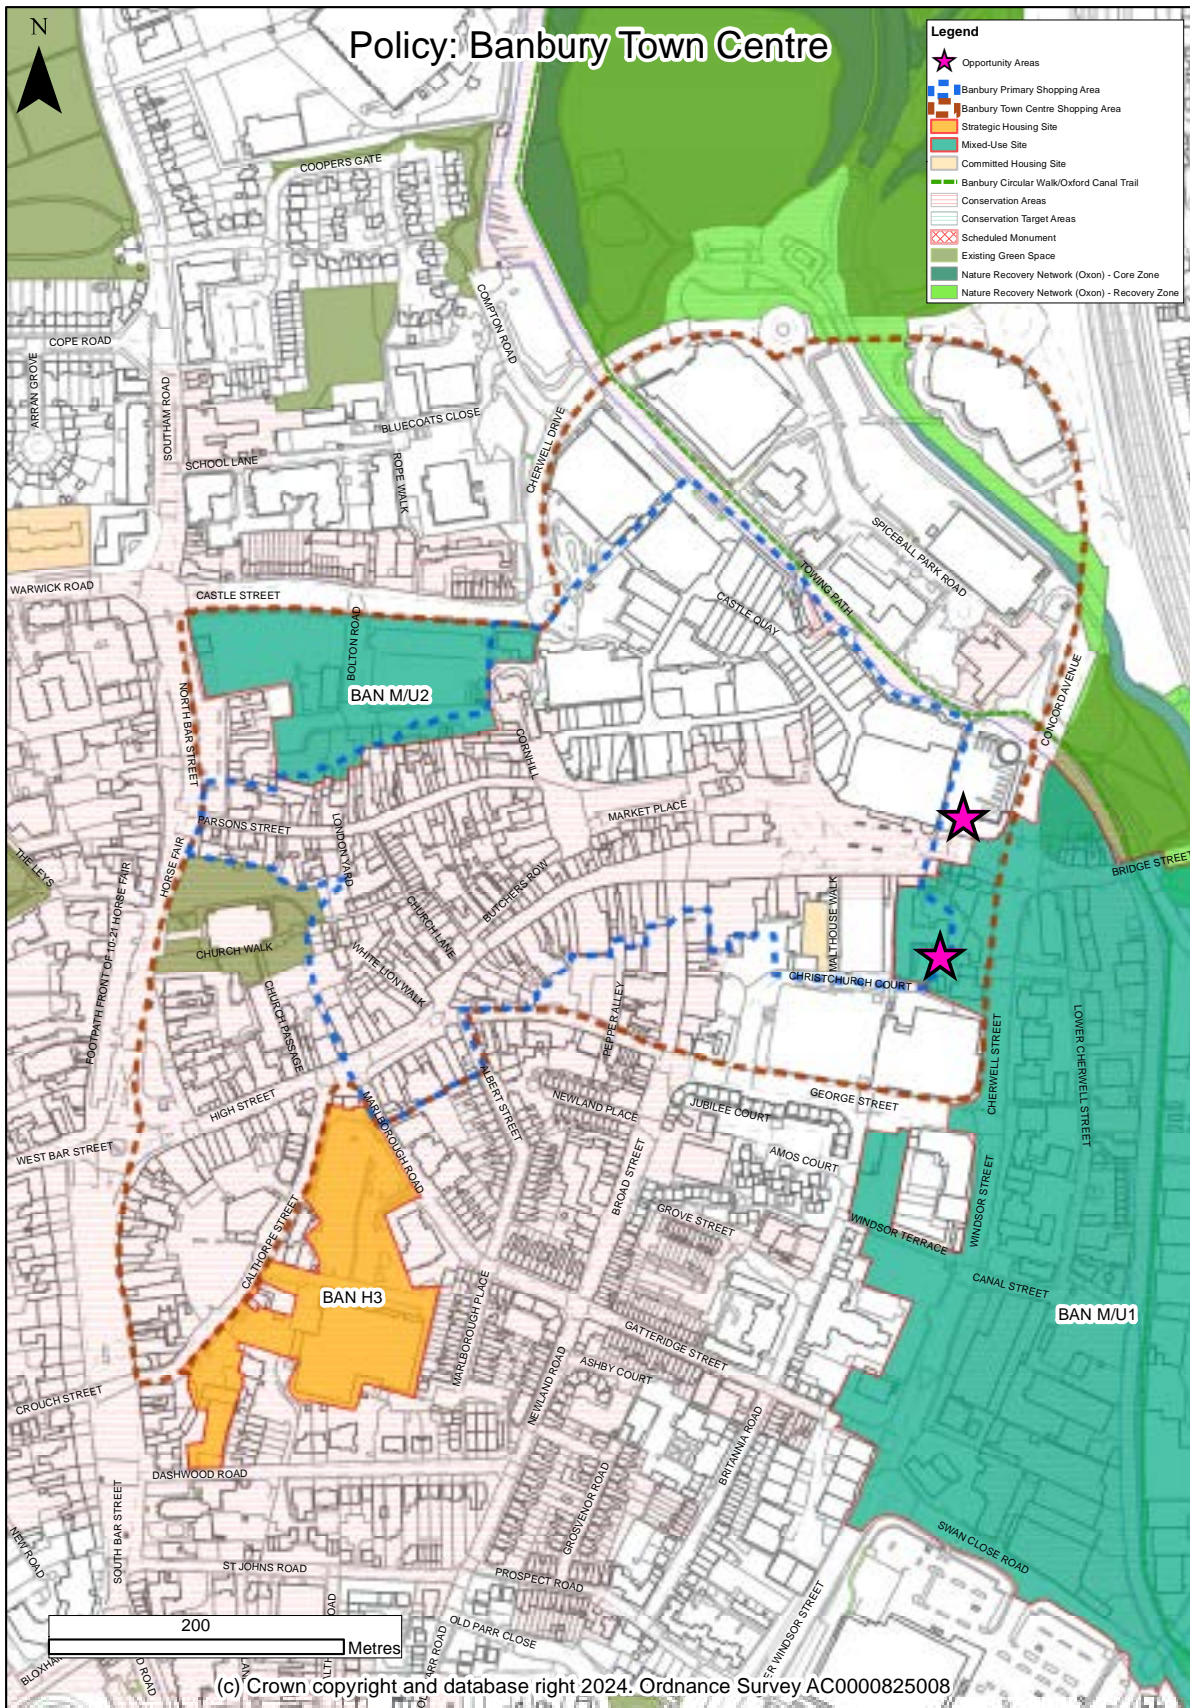 N
Policy: Banbury Town Centre
Legend
Opportunity Areas
Banbury Primary Shopping Area
Banbury Town Centre Shopping Area
Strategic Housing Site
Mixed-Use Site
Committed Housing Site
Banbury Circular Walk/Oxford Canal Trail
Conservation Areas
Conservation Target Areas
Scheduled Monument
Existing Green Space
Nature Recovery Network (Oxon) - Core Zone
Nature Recovery Network (Oxon) - Recovery Zone
COOPERS GATE
COMPTON ROAD
COPE ROAD
ARRAN GROVE
SOUTHAM ROAD
BLUECOATS CLOSE
CHERWELL DRIVE
SCHOOL LANE
ROPE WALK
SPICEBALL PARK ROAD
TOWING PATH
WARWICK ROAD
CASTLE STREET
CASTLE QUAY
BOLTON ROAD
BAN M/U2
NORTH BAR STREET
CONCORD AVENUE
CORNHILL
MARKET PLACE
PARSONS STREET
LONDON YARD
HORSE FAIR
THE LEYS
BRIDGE STREET
BUTCHERS ROW
CHURCH LANE
FOOTPATH FRONT OF 10-21 HORSE FAIR
CHURCH WALK
WHITE LION WALK
MALTHOUSE WALK
CHRISTCHURCH COURT
CHURCH PASSAGE
PEPPER ALLEY
CHERWELL STREET
LOWER CHERWELL STREET
HIGH STREET
ALBERT STREET
MARLBOROUGH ROAD
NEWLAND PLACE
JUBILEE COURT
GEORGE STREET
WEST BAR STREET
BROAD STREET
AMOS COURT
WINDSOR STREET
GROVE STREET
WINDSOR TERRACE
CALTHORPE STREET
CANAL STREET
BAN H3
BAN M/U1
MARLBOROUGH PLACE
GATTERIDGE STREET
ASHBY COURT
NEWLAND ROAD
CROUCH STREET
BRITANNIA ROAD
DASHWOOD ROAD
SOUTH BAR STREET
GROSVENOR ROAD
SWAN CLOSE ROAD
NEW ROAD
ST JOHNS ROAD
PROSPECT ROAD
OLD PARR CLOSE
ER WINDSOR STREET
200
Metres
(c) Crown copyright and database right 2024. Ordnance Survey AC0000825008